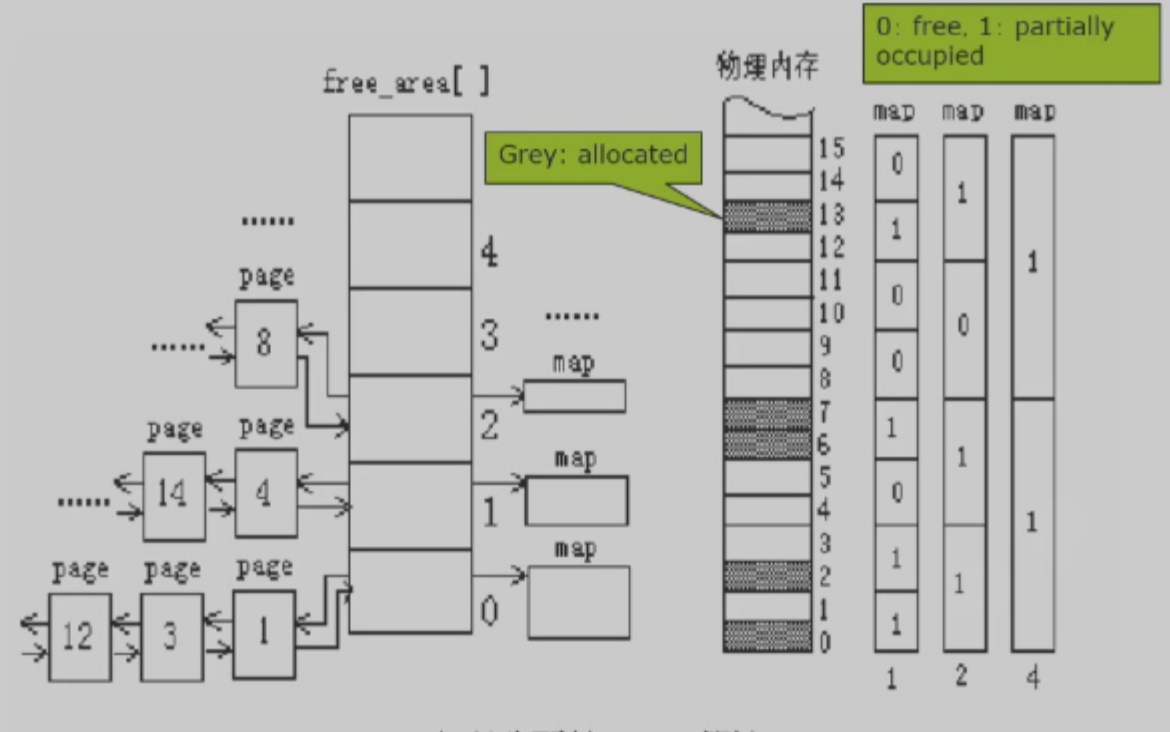 0: free, 1: partially
occupied
free_area[ ]
物理内存
map map map
Grey: allocated
15
14
13
12
11
10
9
8
7
6
5
4
3
2
1
0
0
1
0
0
1
0
1
1
1
0
1
1
1
1
1 2 4
4
3
2
1
0
......
page
8
......
page page
14 4
......
page page page
12 3 1
......
map
map
map